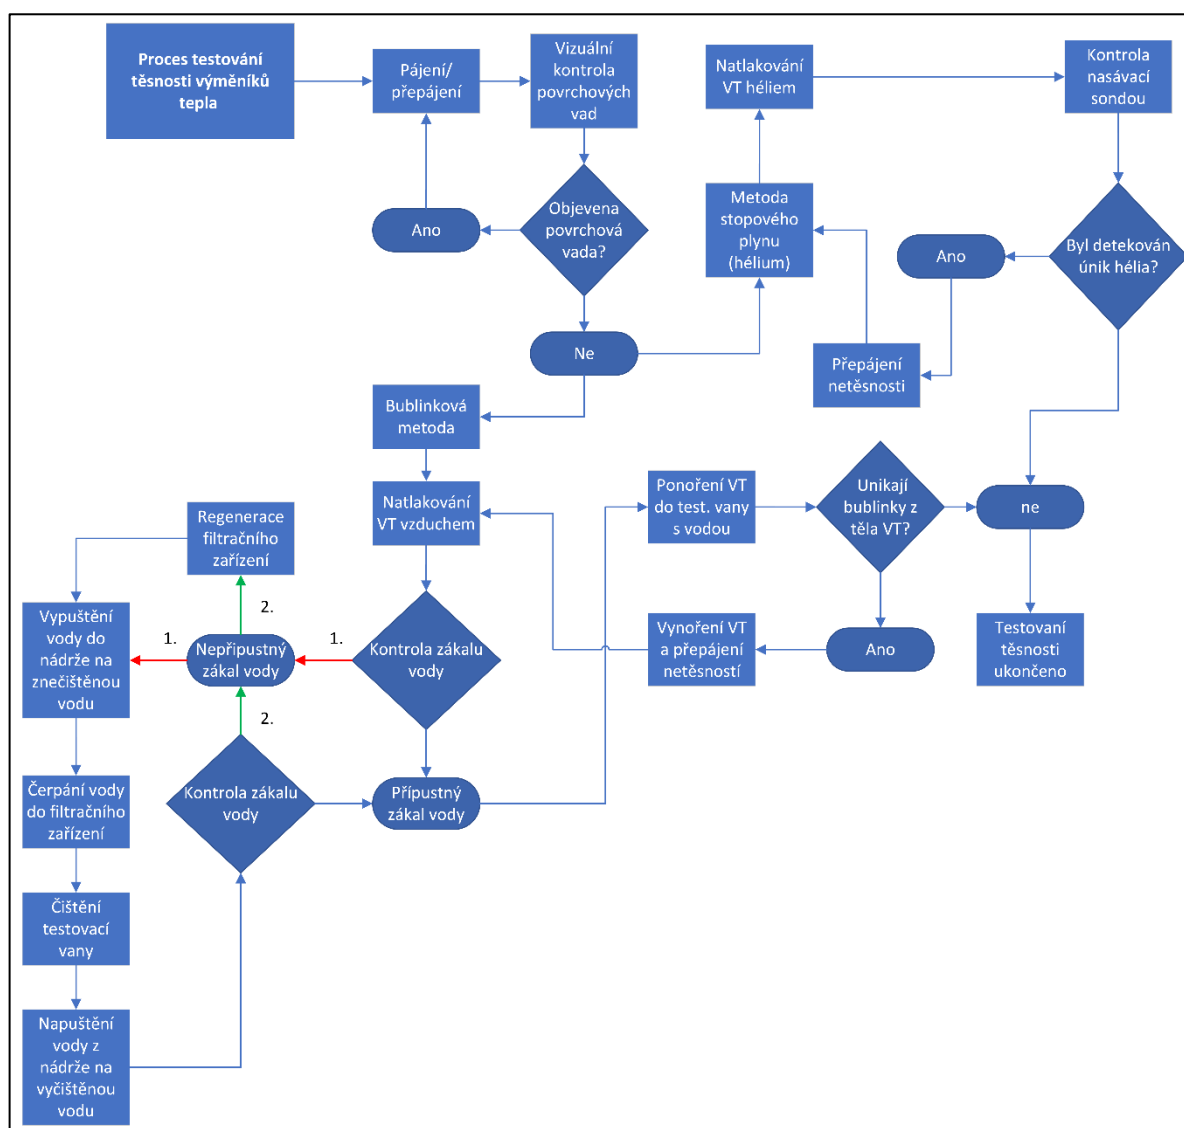 Proces testování
těsnosti výměníků
tepla
Pájení/
přepájení
Vizuální
kontrola
povrchových
vad
Natlakování
VT héliem
Kontrola
nasávací
sondou
Objevena
povrchová
vada?
Ano
Metoda
stopového
plynu
(hélium)
Ano
Byl detekován
únik hélia?
Ne
Přepájení
netěsnosti
Bublinková
metoda
Natlakování
VT vzduchem
Ponoření VT
do test. vany
s vodou
Unikají
bublinky z
těla VT?
ne
Regenerace
filtračního
zařízení
2.
Vypuštění
vody do
nádrže na
znečištěnou
vodu
1.
Nepřipustný
zákal vody
1.
Kontrola zákalu
vody
Vynoření VT
a přepájení
netěsností
Ano
Testovaní
těsnosti
ukončeno
2.
Čerpání vody
do filtračního
zařízení
Kontrola zákalu
vody
Přípustný
zákal vody
Čištění
testovací
vany
Napuštění
vody z
nádrže na
vyčištěnou
vodu